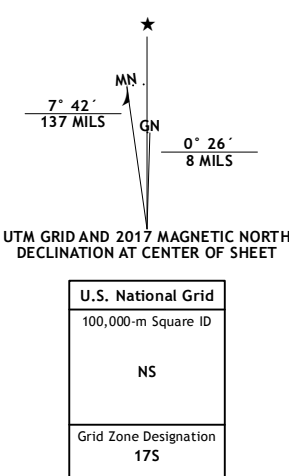 MN
7° 42´
137 MILS
GN
0° 26´
8 MILS
UTM GRID AND 2017 MAGNETIC NORTH
DECLINATION AT CENTER OF SHEET
U.S. National Grid
100,000-m Square ID
NS
Grid Zone Designation
17S